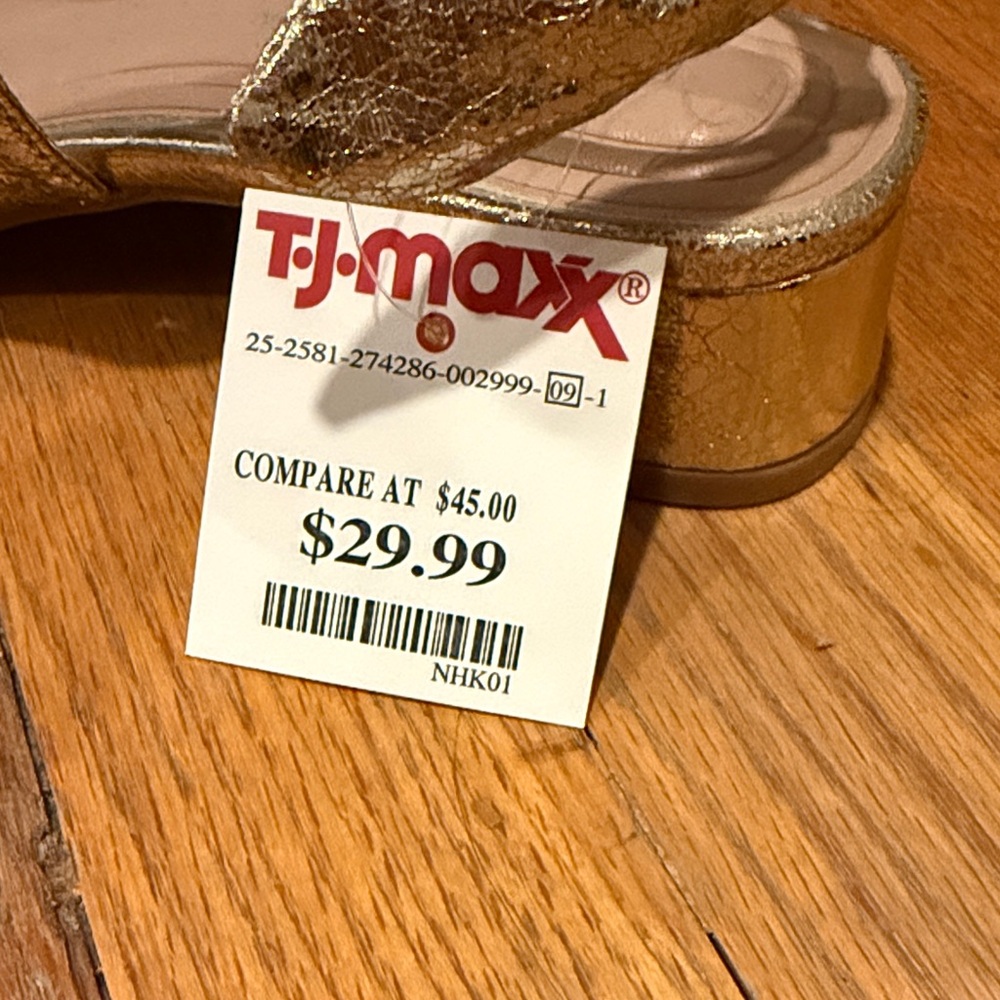 T·J·maxx®
25-2581-274286-002999-09-1
COMPARE AT $45.00
$29.99
NHK01